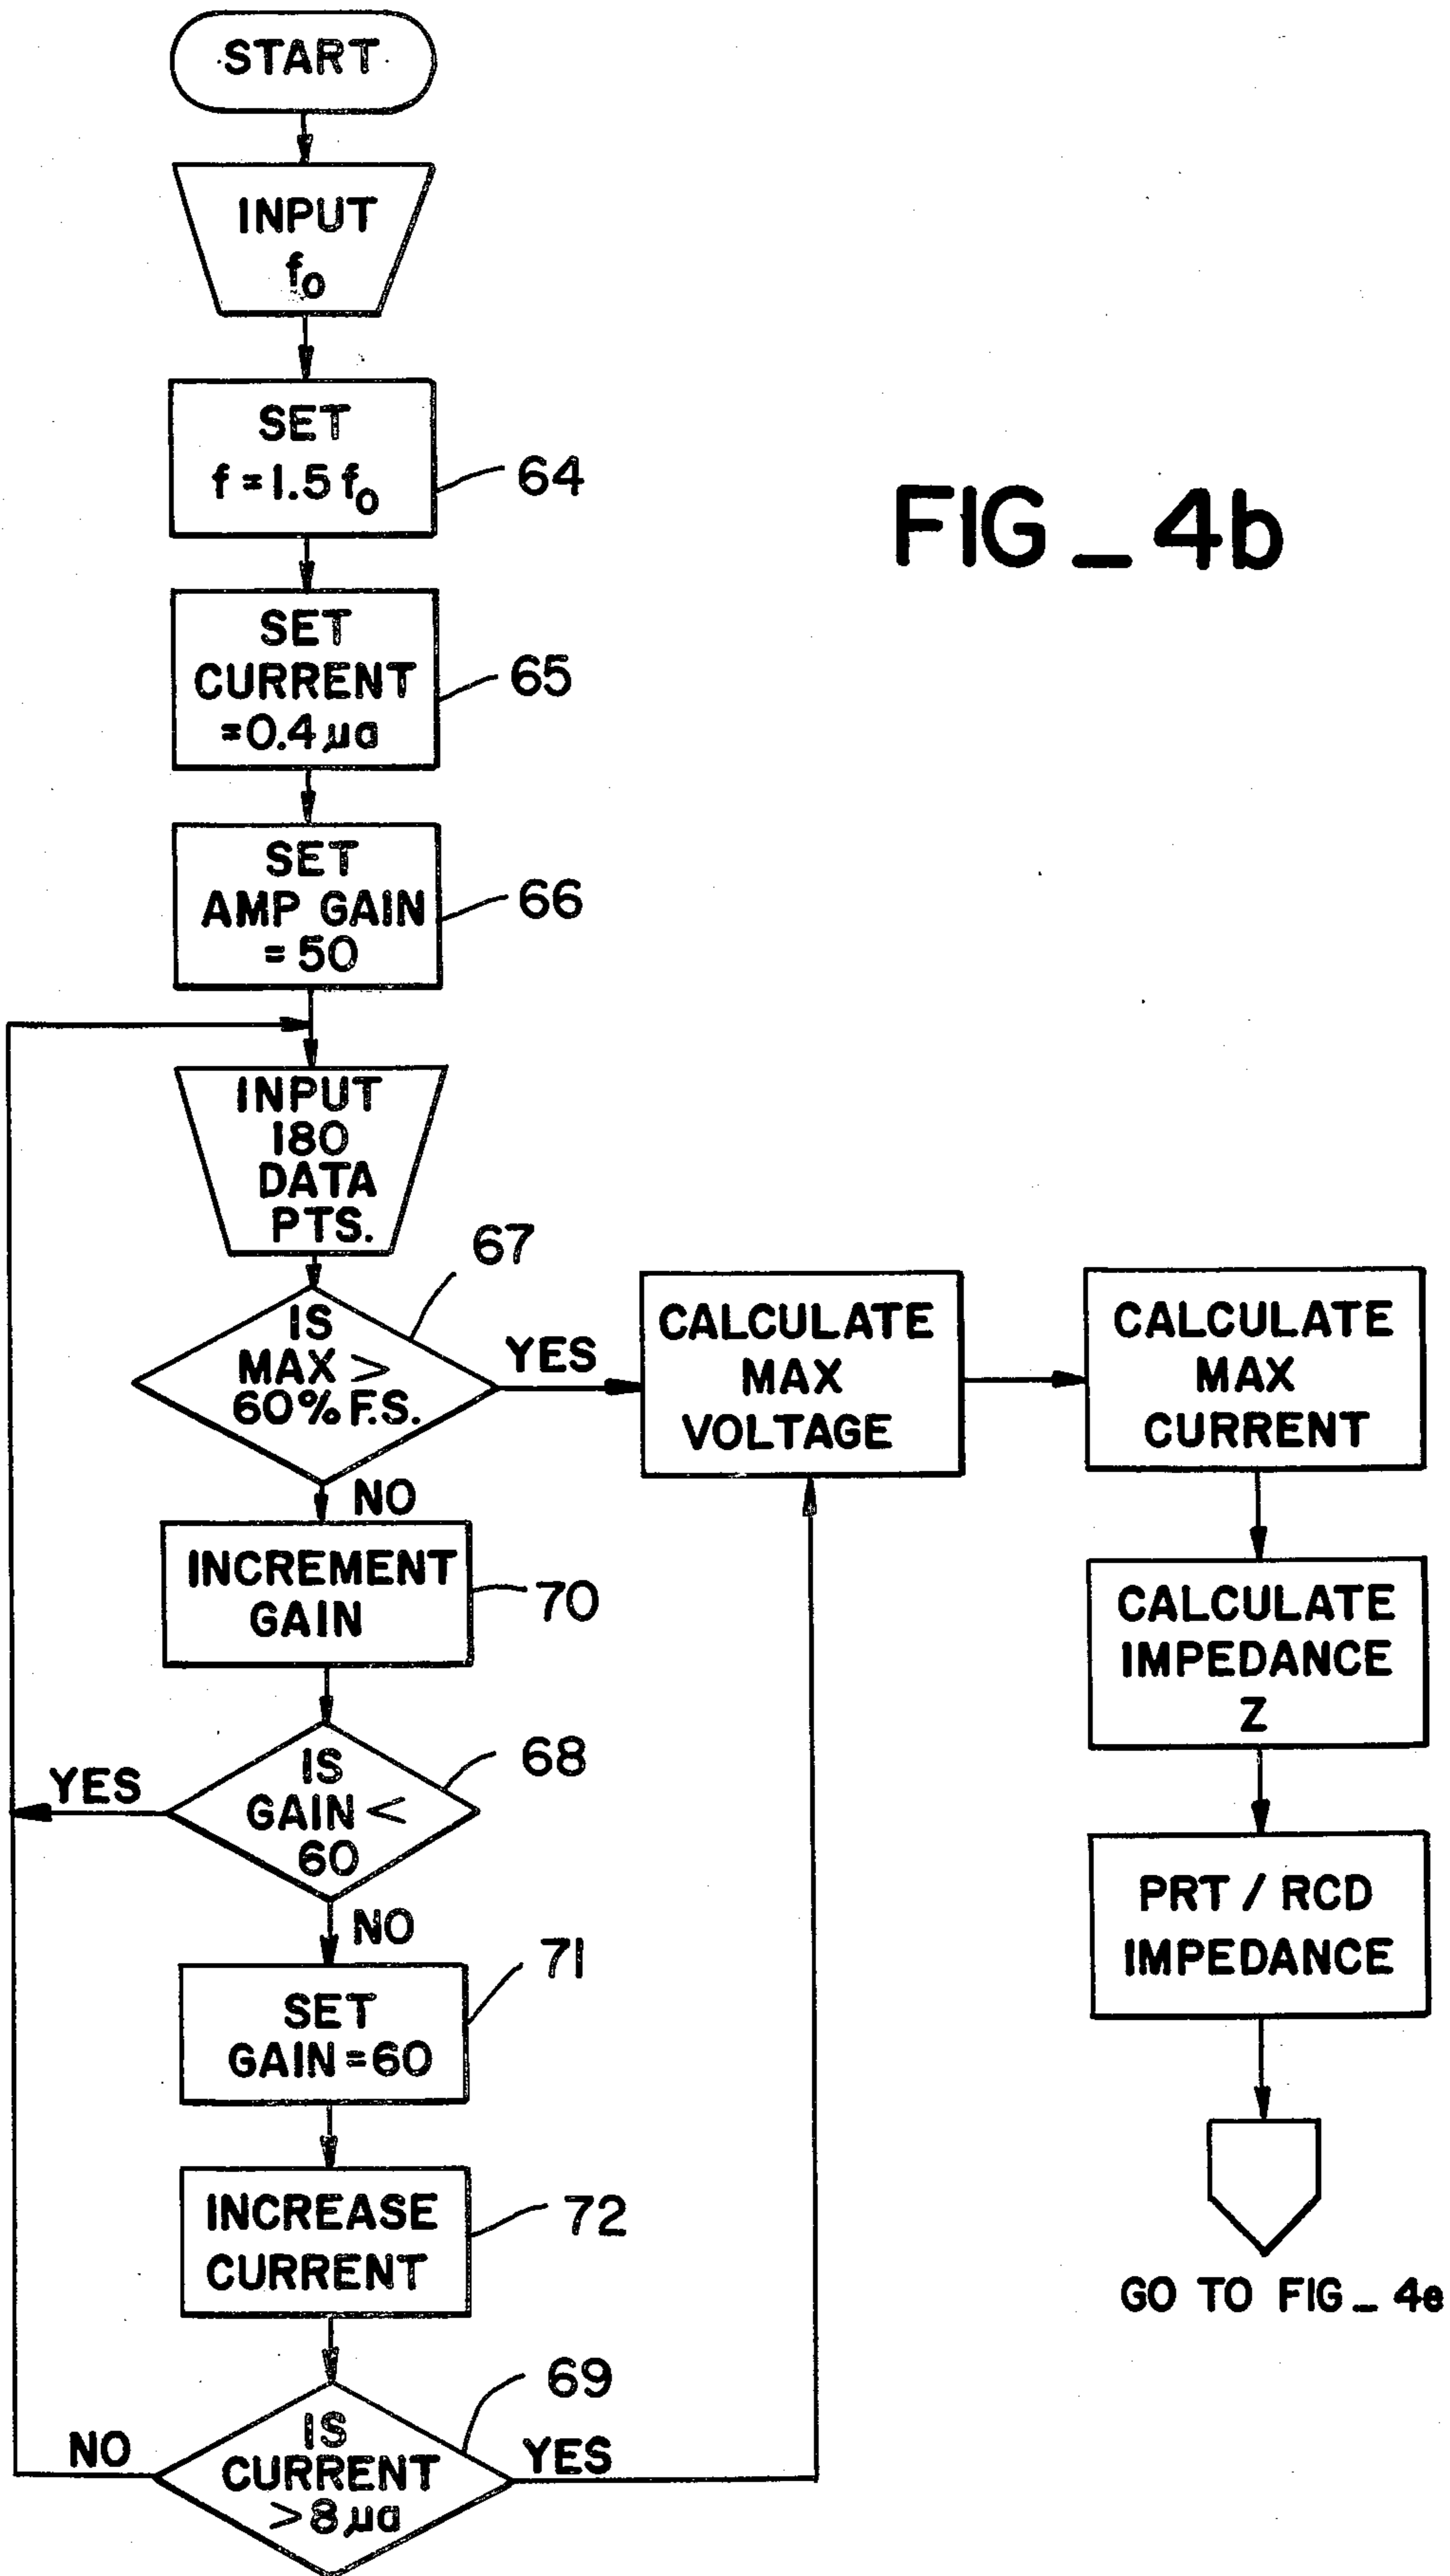 START
INPUT
f₀
SET
f = 1.5 f₀
64
FIG _ 4b
SET
CURRENT
=0.4 µa
65
SET
AMP GAIN
= 50
66
INPUT
180
DATA
PTS.
67
IS
MAX >
60% F.S.
YES
CALCULATE
MAX
VOLTAGE
CALCULATE
MAX
CURRENT
NO
INCREMENT
GAIN
70
CALCULATE
IMPEDANCE
Z
IS
GAIN <
60
68
YES
PRT / RCD
IMPEDANCE
NO
SET
GAIN = 60
71
INCREASE
CURRENT
72
GO TO FIG _ 4e
IS
CURRENT
> 8 µa
69
NO
YES